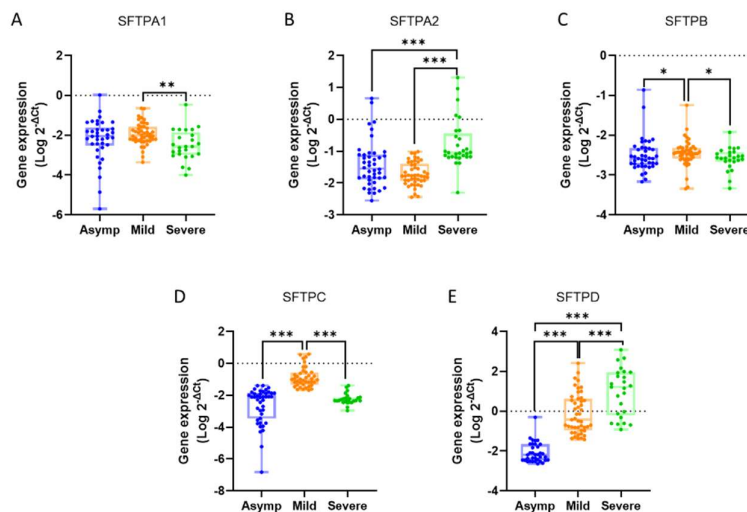 A SFTPA1
Gene expression
(Log 2^-ΔCt)
2
0
-2
-4
-6
**
Asymp Mild Severe
B SFTPA2
Gene expression
(Log 2^-ΔCt)
2
1
0
-1
-2
-3
***
***
Asymp Mild Severe
C SFTPB
Gene expression
(Log 2^-ΔCt)
0
-1
-2
-3
-4
* *
Asymp Mild Severe
D SFTPC
Gene expression
(Log 2^-ΔCt)
2
0
-2
-4
-6
-8
*** ***
Asymp Mild Severe
E SFTPD
Gene expression
(Log 2^-ΔCt)
4
2
0
-2
-4
***
*** ***
Asymp Mild Severe